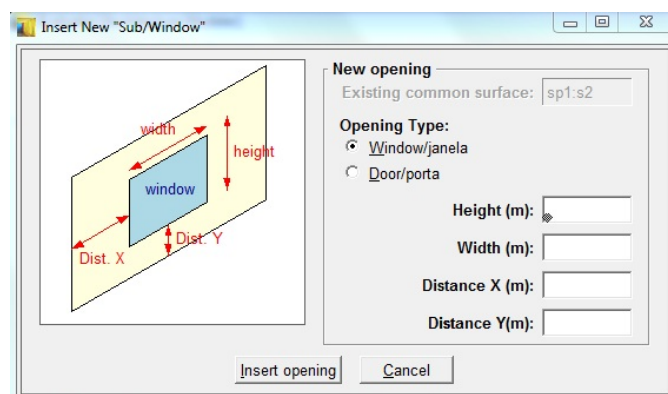 Insert New "Sub/Window"
width
height
window
Dist. Y
Dist. X
New opening
Existing common surface: sp1:s2
Opening Type:
Window/janela
Door/porta
Height (m):
Width (m):
Distance X (m):
Distance Y(m):
Insert opening
Cancel